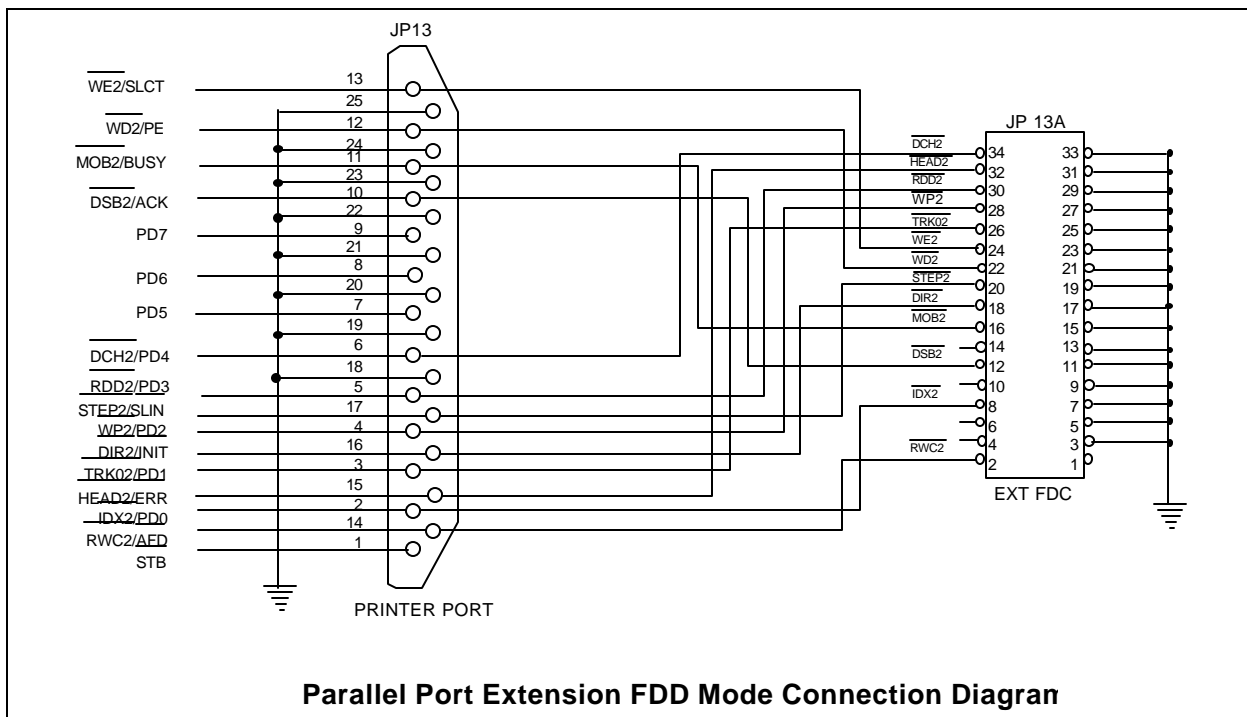 JP13
WE2/SLCT
13
25
WD2/PE
12
24
MOB2/BUSY
11
23
DSB2/ACK
10
22
PD7
9
21
PD6
8
20
PD5
7
19
DCH2/PD4
6
18
RDD2/PD3
5
STEP2/SLIN
17
WP2/PD2
4
DIR2/INIT
16
TRK02/PD1
3
HEAD2/ERR
15
IDX2/PD0
2
RWC2/AFD
14
STB
1
PRINTER PORT
JP 13A
DCH2
34 33
HEAD2
32 31
RDD2
30 29
WP2
28 27
TRK02
26 25
WE2
24 23
WD2
22 21
STEP2
20 19
DIR2
18 17
MOB2
16 15
14 13
DSB2
12 11
10 9
IDX2
8 7
6 5
4 3
RWC2
2 1
EXT FDC
Parallel Port Extension FDD Mode Connection Diagran